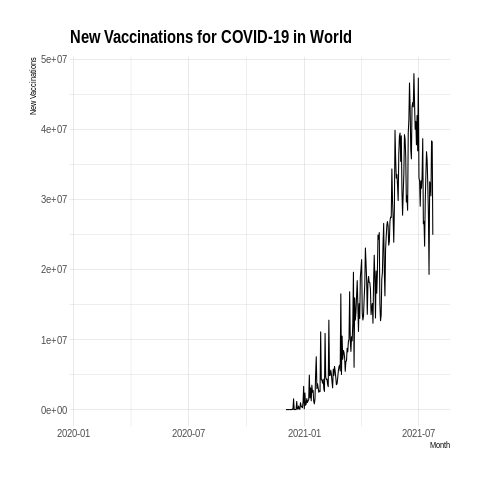 New Vaccinations for COVID-19 in World
New Vaccinations
5e+07
4e+07
3e+07
2e+07
1e+07
0e+00
2020-01 2020-07 2021-01 2021-07
Month